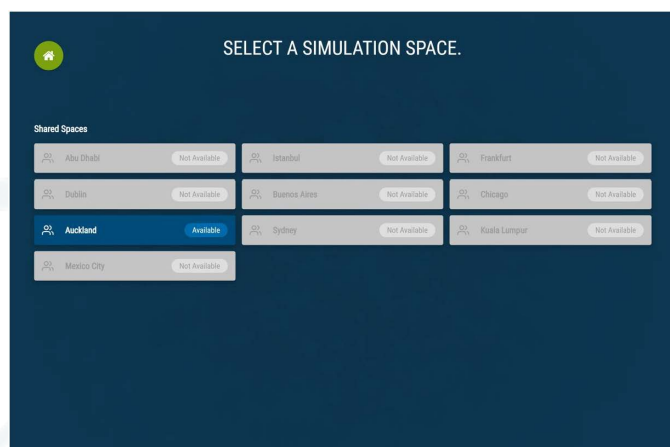 SELECT A SIMULATION SPACE.
Shared Spaces
Abu Dhabi Not Available Istanbul Not Available Frankfurt Not Available
Dublin Not Available Buenos Aires Not Available Chicago Not Available
Auckland Available Sydney Not Available Kuala Lumpur Not Available
Mexico City Not Available